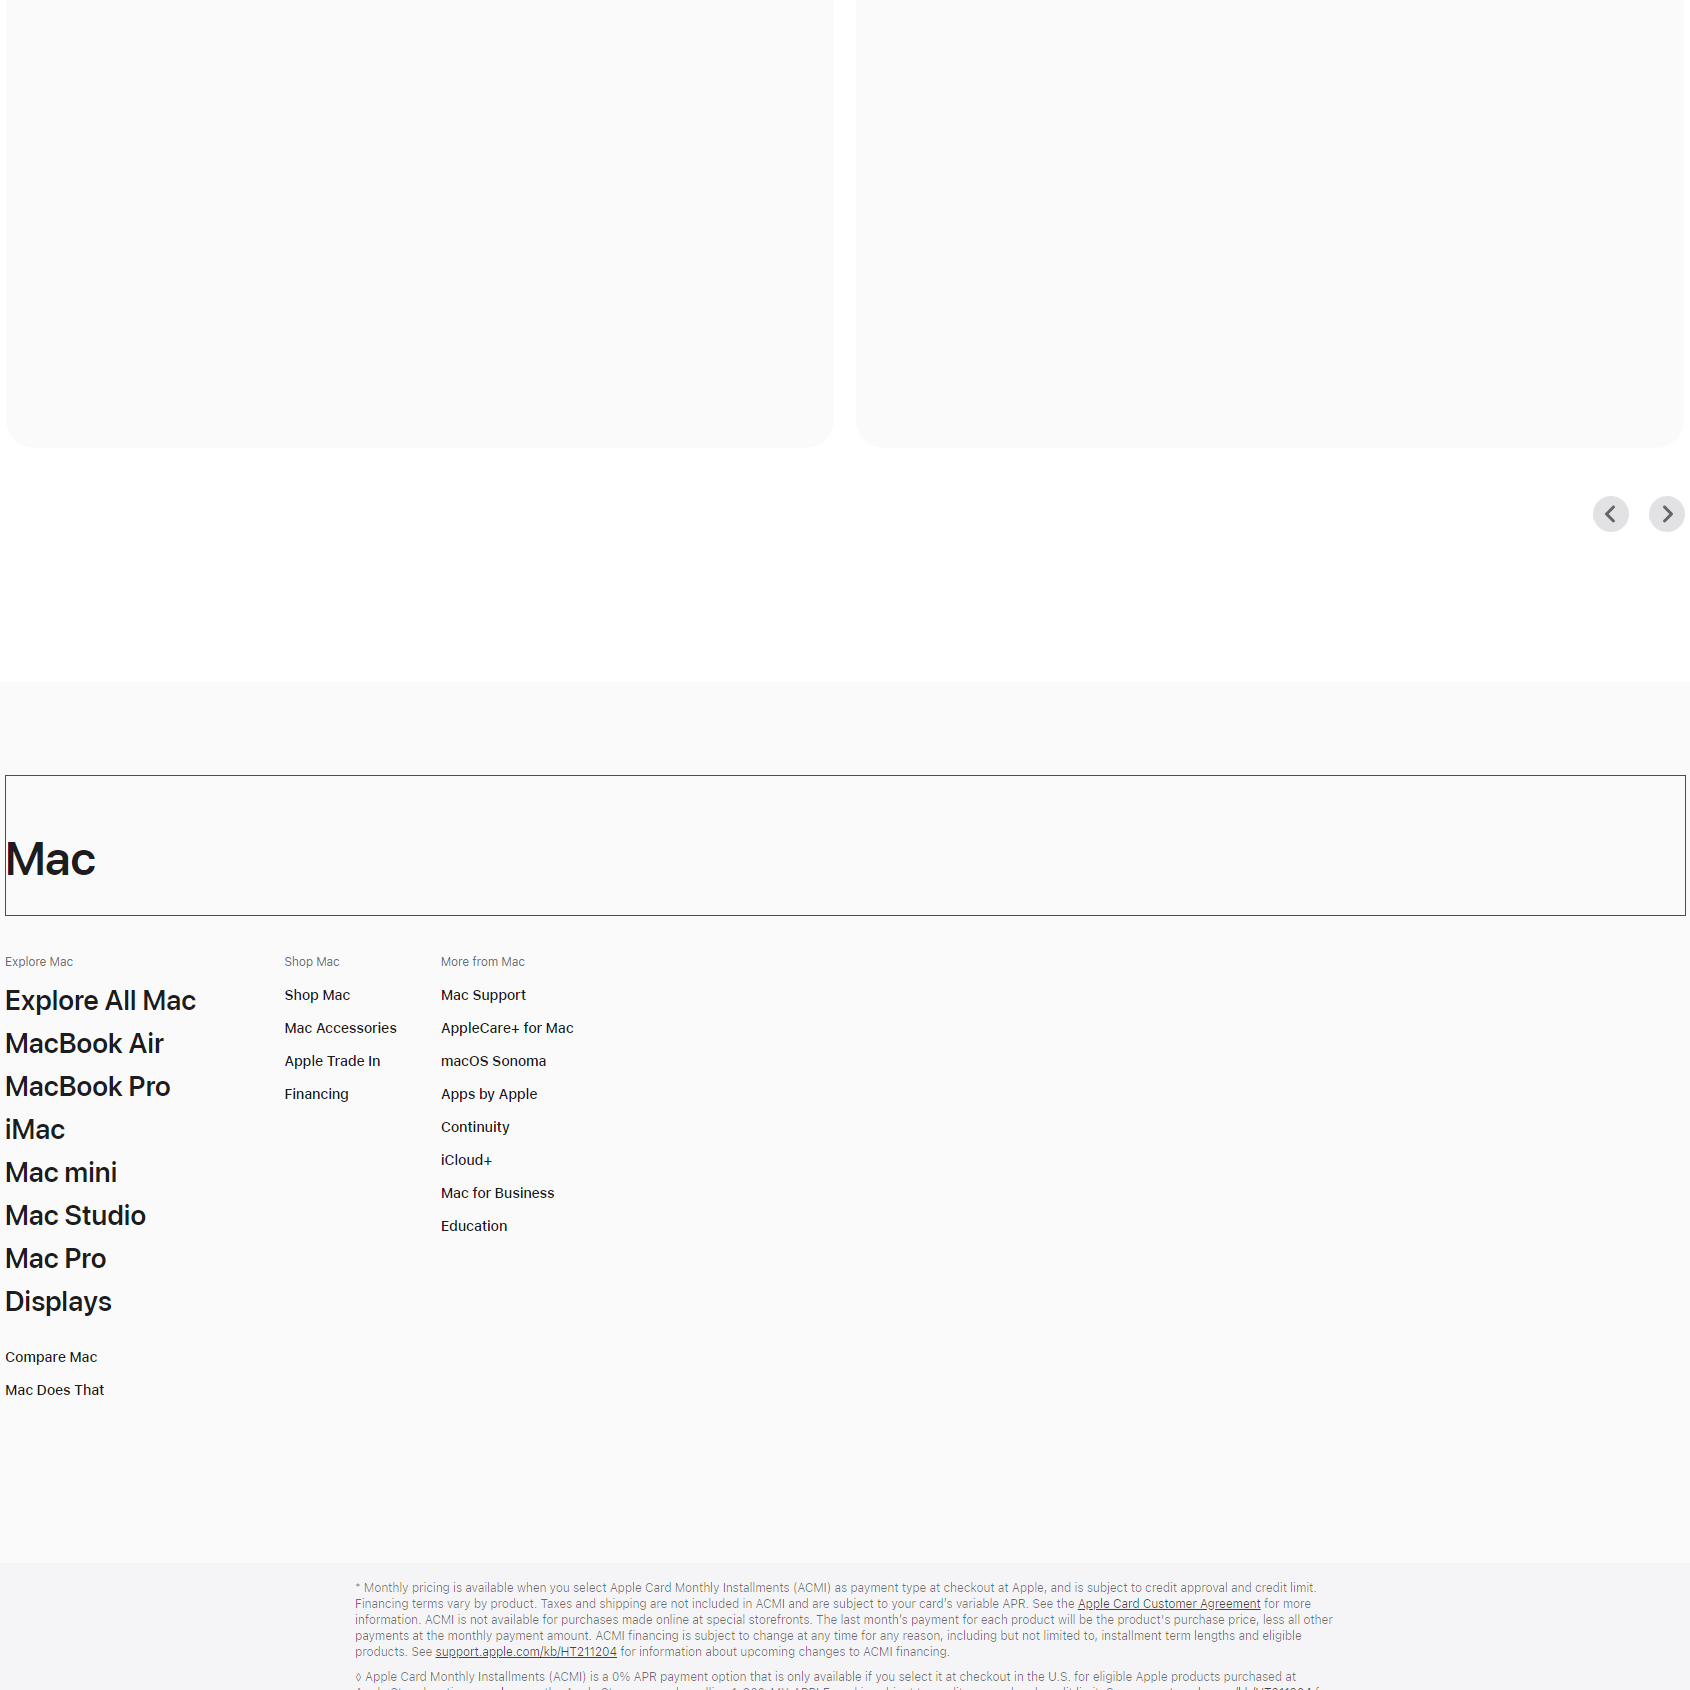 Mac
Explore Mac
Explore All Mac
MacBook Air
MacBook Pro
iMac
Mac mini
Mac Studio
Mac Pro
Displays
Compare Mac
Mac Does That
Shop Mac
Shop Mac
Mac Accessories
Apple Trade In
Financing
More from Mac
Mac Support
AppleCare+ for Mac
macOS Sonoma
Apps by Apple
Continuity
iCloud+
Mac for Business
Education
* Monthly pricing is available when you select Apple Card Monthly Installments (ACMI) as payment type at checkout at Apple, and is subject to credit approval and credit limit.
Financing terms vary by product. Taxes and shipping are not included in ACMI and are subject to your card’s variable APR. See the Apple Card Customer Agreement for more
information. ACMI is not available for purchases made online at special storefronts. The last month’s payment for each product will be the product's purchase price, less all other
payments at the monthly payment amount. ACMI financing is subject to change at any time for any reason, including but not limited to, installment term lengths and eligible
products. See support.apple.com/kb/HT211204 for information about upcoming changes to ACMI financing.
◊ Apple Card Monthly Installments (ACMI) is a 0% APR payment option that is only available if you select it at checkout in the U.S. for eligible Apple products purchased at